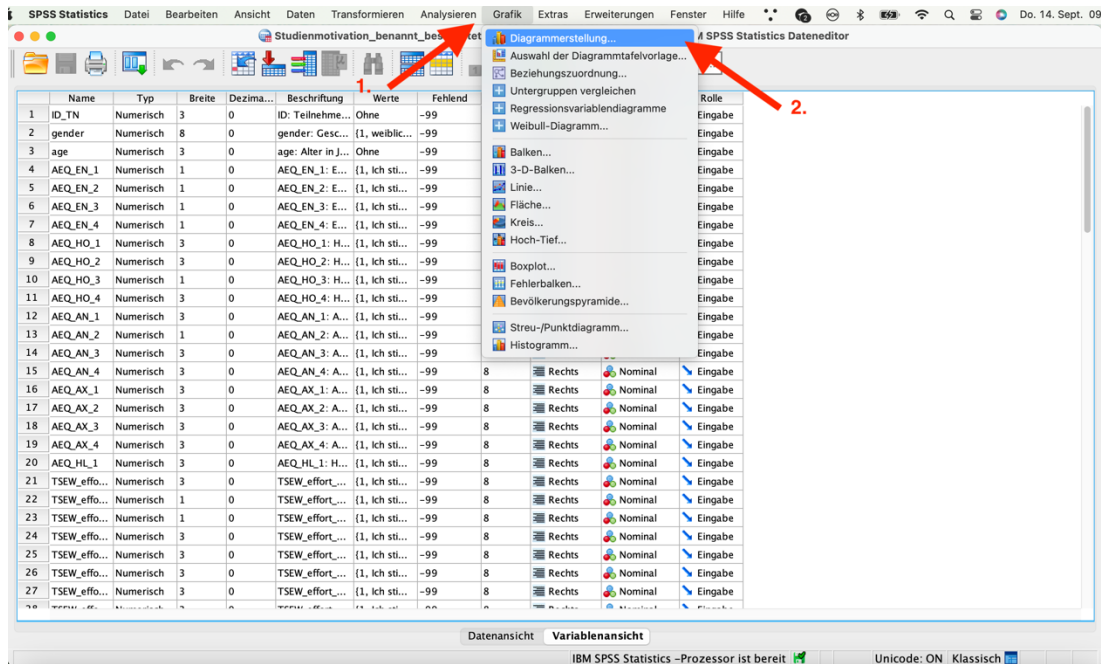 SPSS Statistics Datei Bearbeiten Ansicht Daten Transformieren Analysieren Grafik Extras Erweiterungen Fenster Hilfe Do. 14. Sept. 09
Studienmotivation_benannt_bes tet M SPSS Statistics Dateneditor
Diagrammerstellung...
Auswahl der Diagrammtafelvorlage...
Beziehungszuordnung...
Untergruppen vergleichen
Regressionsvariablendiagramme
Weibull-Diagramm...
Balken...
3-D-Balken...
Linie...
Fläche...
Kreis...
Hoch-Tief...
Boxplot...
Fehlerbalken...
Bevölkerungspyramide...
Streu-/Punktdiagramm...
Histogramm...
1.
2.
Name Typ Breite Dezima... Beschriftung Werte Fehlend Rolle
1 ID_TN Numerisch 3 0 ID: Teilnehme... Ohne -99 Eingabe
2 gender Numerisch 8 0 gender: Gesc... {1, weiblic... -99 Eingabe
3 age Numerisch 3 0 age: Alter in J... Ohne -99 Eingabe
4 AEQ_EN_1 Numerisch 1 0 AEQ_EN_1: E... {1, Ich sti... -99 Eingabe
5 AEQ_EN_2 Numerisch 1 0 AEQ_EN_2: E... {1, Ich sti... -99 Eingabe
6 AEQ_EN_3 Numerisch 1 0 AEQ_EN_3: E... {1, Ich sti... -99 Eingabe
7 AEQ_EN_4 Numerisch 1 0 AEQ_EN_4: E... {1, Ich sti... -99 Eingabe
8 AEQ_HO_1 Numerisch 3 0 AEQ_HO_1: H... {1, Ich sti... -99 Eingabe
9 AEQ_HO_2 Numerisch 3 0 AEQ_HO_2: H... {1, Ich sti... -99 Eingabe
10 AEQ_HO_3 Numerisch 1 0 AEQ_HO_3: H... {1, Ich sti... -99 Eingabe
11 AEQ_HO_4 Numerisch 3 0 AEQ_HO_4: H... {1, Ich sti... -99 Eingabe
12 AEQ_AN_1 Numerisch 3 0 AEQ_AN_1: A... {1, Ich sti... -99 Eingabe
13 AEQ_AN_2 Numerisch 1 0 AEQ_AN_2: A... {1, Ich sti... -99 Eingabe
14 AEQ_AN_3 Numerisch 3 0 AEQ_AN_3: A... {1, Ich sti... -99 Eingabe
15 AEQ_AN_4 Numerisch 3 0 AEQ_AN_4: A... {1, Ich sti... -99 8 Rechts Nominal Eingabe
16 AEQ_AX_1 Numerisch 3 0 AEQ_AX_1: A... {1, Ich sti... -99 8 Rechts Nominal Eingabe
17 AEQ_AX_2 Numerisch 3 0 AEQ_AX_2: A... {1, Ich sti... -99 8 Rechts Nominal Eingabe
18 AEQ_AX_3 Numerisch 3 0 AEQ_AX_3: A... {1, Ich sti... -99 8 Rechts Nominal Eingabe
19 AEQ_AX_4 Numerisch 3 0 AEQ_AX_4: A... {1, Ich sti... -99 8 Rechts Nominal Eingabe
20 AEQ_HL_1 Numerisch 3 0 AEQ_HL_1: H... {1, Ich sti... -99 8 Rechts Nominal Eingabe
21 TSEW_effo... Numerisch 3 0 TSEW_effort_... {1, Ich sti... -99 8 Rechts Nominal Eingabe
22 TSEW_effo... Numerisch 1 0 TSEW_effort_... {1, Ich sti... -99 8 Rechts Nominal Eingabe
23 TSEW_effo... Numerisch 1 0 TSEW_effort_... {1, Ich sti... -99 8 Rechts Nominal Eingabe
24 TSEW_effo... Numerisch 3 0 TSEW_effort_... {1, Ich sti... -99 8 Rechts Nominal Eingabe
25 TSEW_effo... Numerisch 3 0 TSEW_effort_... {1, Ich sti... -99 8 Rechts Nominal Eingabe
26 TSEW_effo... Numerisch 3 0 TSEW_effort_... {1, Ich sti... -99 8 Rechts Nominal Eingabe
27 TSEW_effo... Numerisch 3 0 TSEW_effort_... {1, Ich sti... -99 8 Rechts Nominal Eingabe
Datenansicht Variablenansicht
IBM SPSS Statistics -Prozessor ist bereit Unicode: ON Klassisch